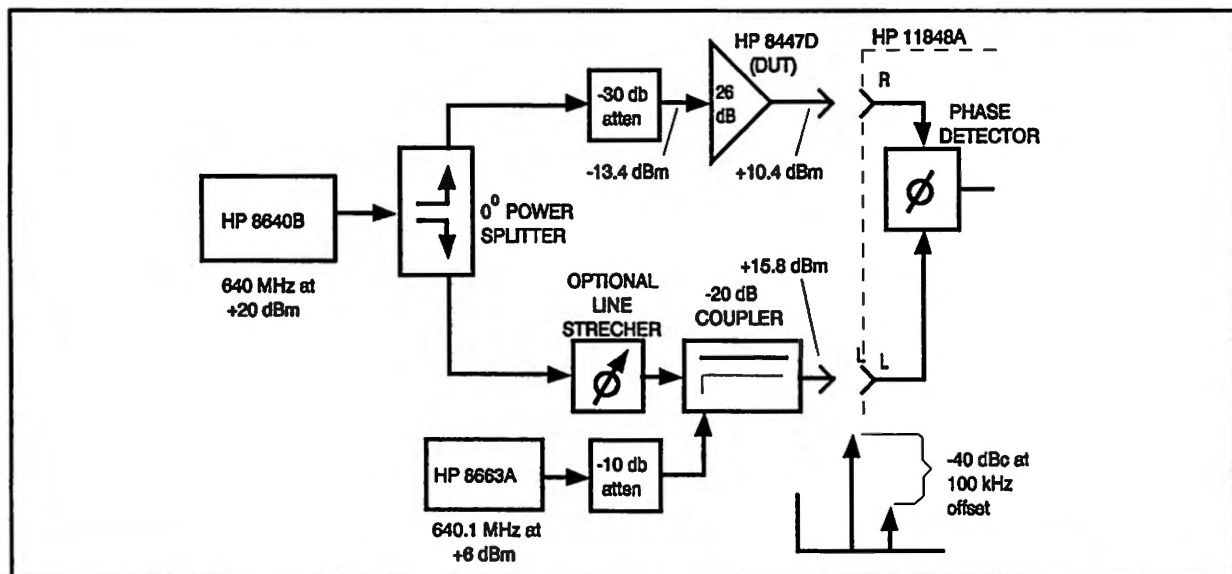 HP 8447D
(DUT)
HP 11848A
R
-30 db
atten
26
dB
PHASE
DETECTOR
-13.4 dBm
+10.4 dBm
ϕ
HP 8640B
0° POWER
SPLITTER
640 MHz at
+20 dBm
OPTIONAL
LINE
STRECHER
-20 dB
COUPLER
+15.8 dBm
ϕ
L L
HP 8663A
-10 db
atten
640.1 MHz at
+6 dBm
-40 dBc at
100 kHz
offset